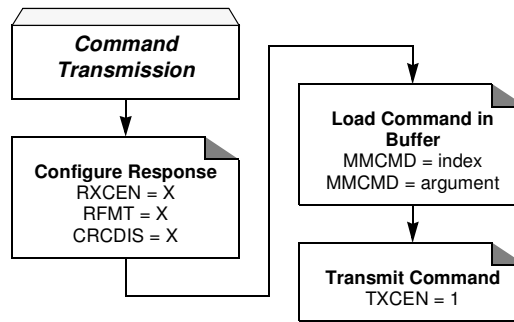 Command
Transmission
Configure Response
RXCEN = X
RFMT = X
CRCDIS = X
Load Command in
Buffer
MMCMD = index
MMCMD = argument
Transmit Command
TXCEN = 1